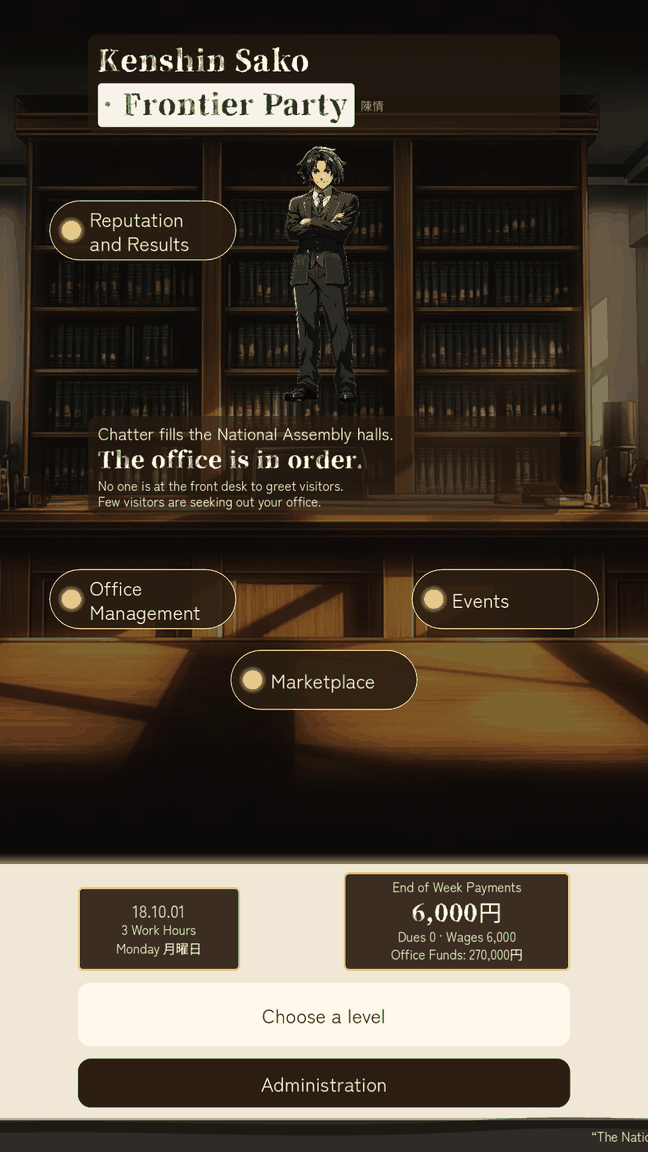 Kenshin Sako
· Frontier Party 陳情
Reputation
and Results
Chatter fills the National Assembly halls.
The office is in order.
No one is at the front desk to greet visitors.
Few visitors are seeking out your office.
Office
Management
Events
Marketplace
18.10.01
3 Work Hours
Monday 月曜日
End of Week Payments
6,000円
Dues 0 · Wages 6,000
Office Funds: 270,000円
Choose a level
Administration
“The Natio